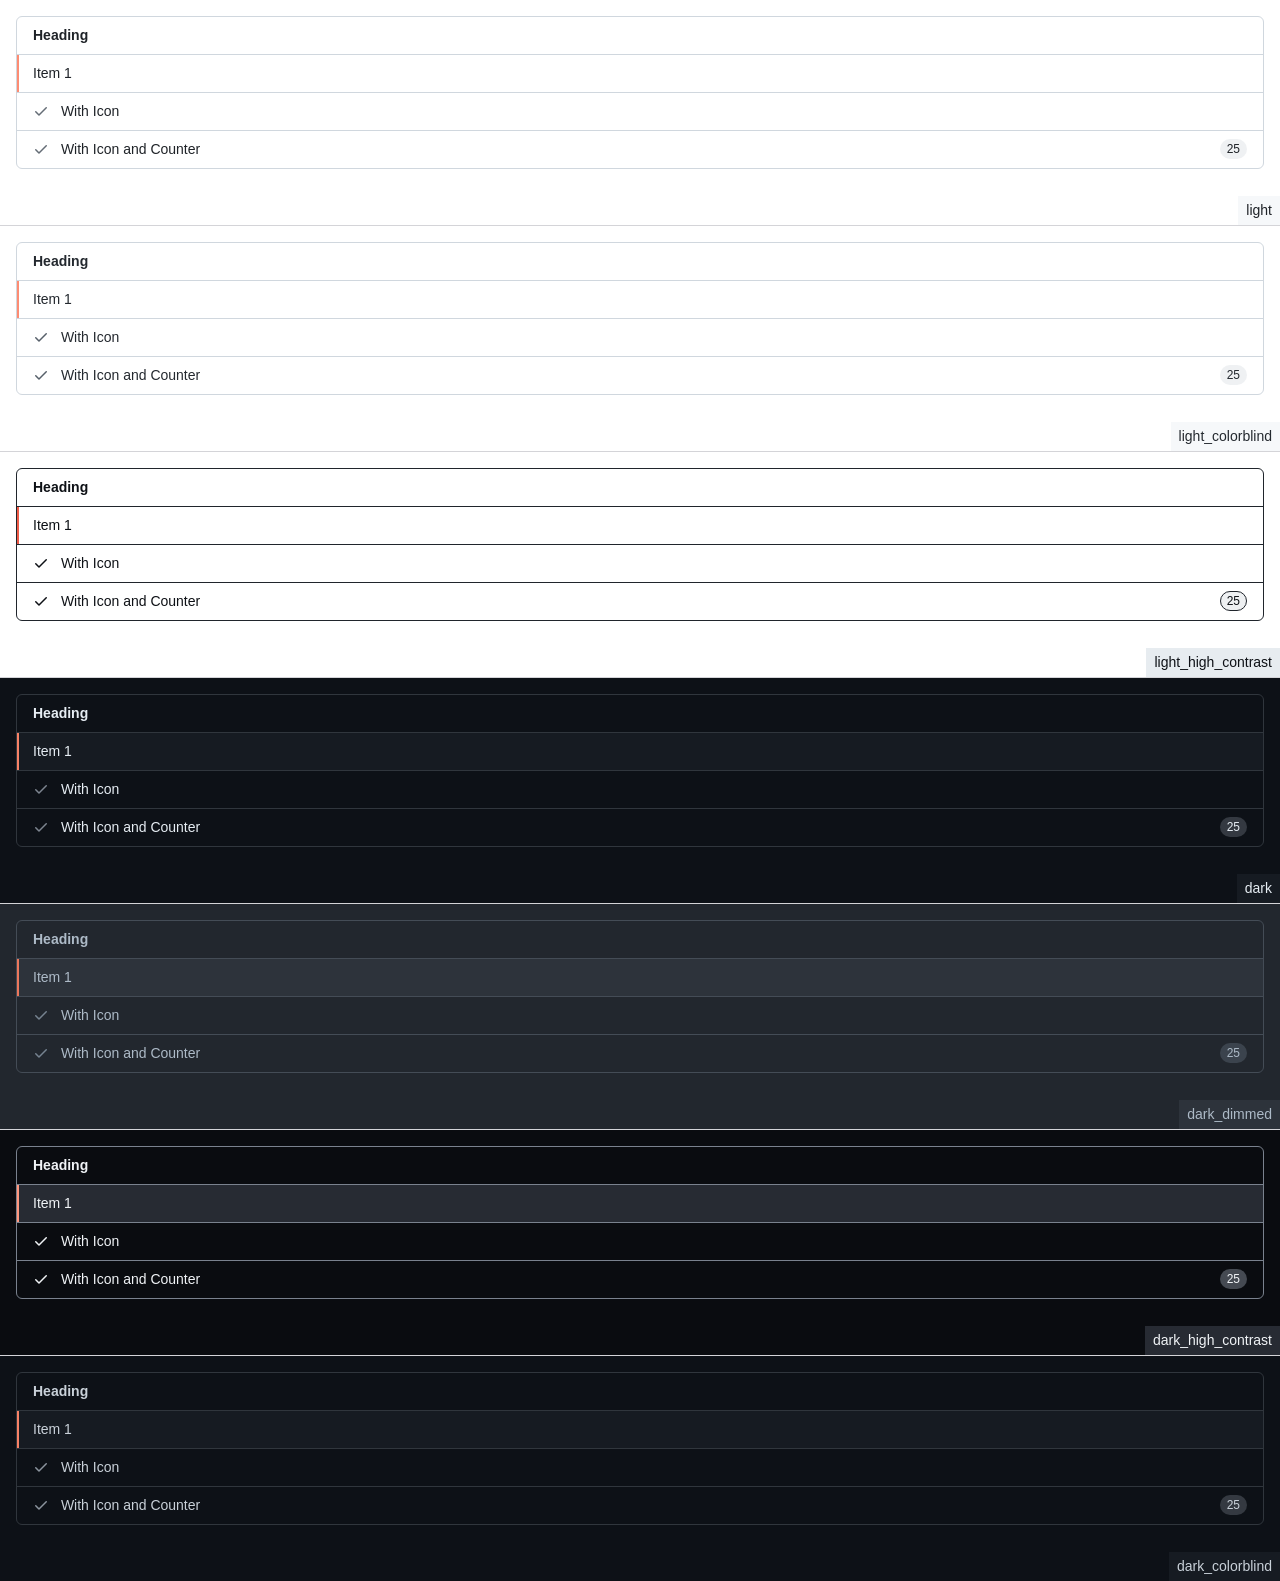 Heading
Item 1
With Icon
With Icon and Counter 25
light
Heading
Item 1
With Icon
With Icon and Counter 25
light_colorblind
Heading
Item 1
With Icon
With Icon and Counter 25
light_high_contrast
Heading
Item 1
With Icon
With Icon and Counter 25
dark
Heading
Item 1
With Icon
With Icon and Counter 25
dark_dimmed
Heading
Item 1
With Icon
With Icon and Counter 25
dark_high_contrast
Heading
Item 1
With Icon
With Icon and Counter 25
dark_colorblind